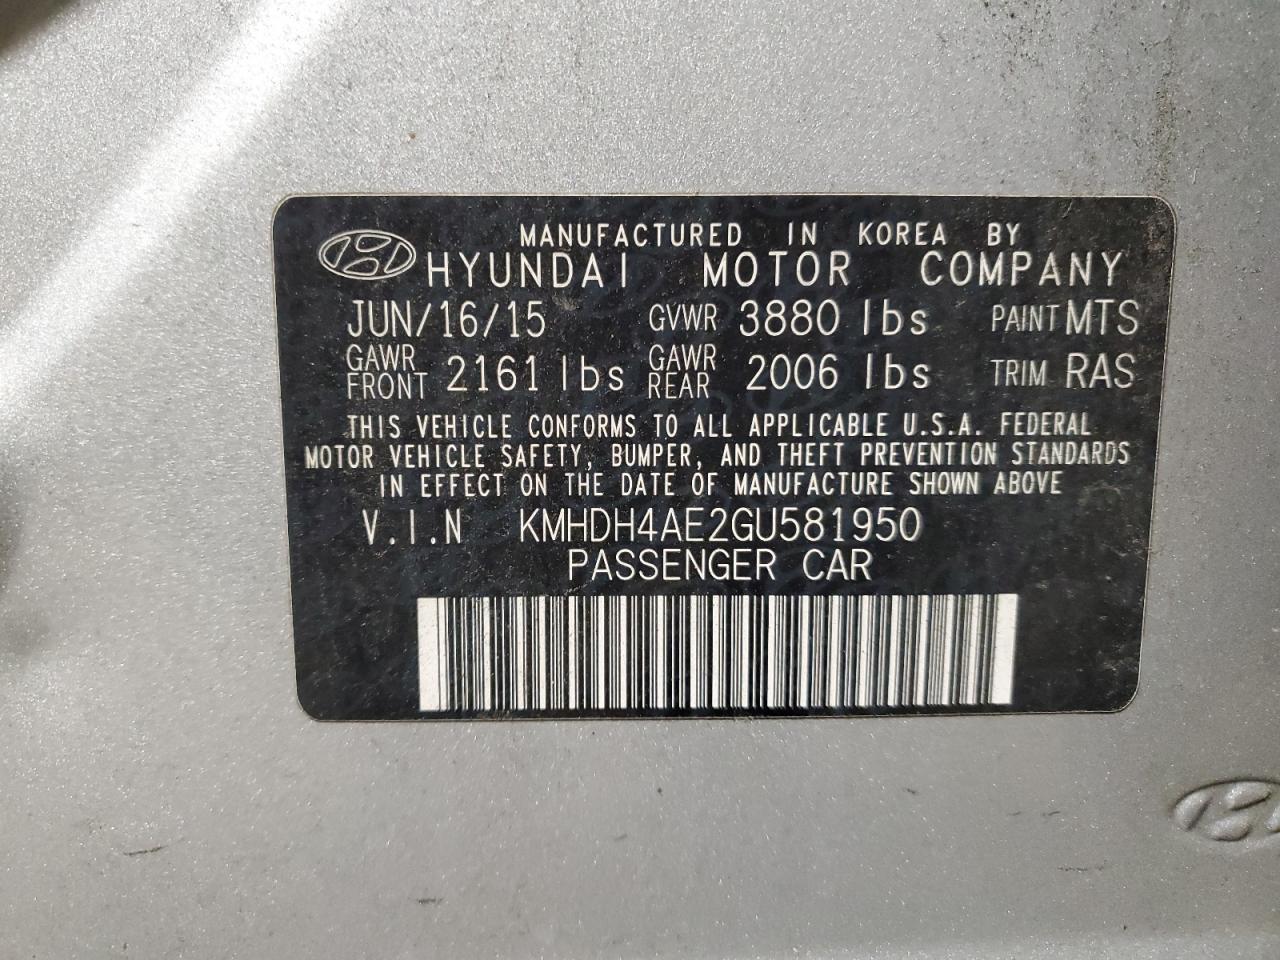 MANUFACTURED IN KOREA BY
HYUNDAI MOTOR COMPANY
JUN/16/15 GVWR 3880 lbs PAINT MTS
GAWR FRONT 2161 lbs GAWR REAR 2006 lbs TRIM RAS
THIS VEHICLE CONFORMS TO ALL APPLICABLE U.S.A. FEDERAL
MOTOR VEHICLE SAFETY, BUMPER, AND THEFT PREVENTION STANDARDS
IN EFFECT ON THE DATE OF MANUFACTURE SHOWN ABOVE
V.I.N KMHDH4AE2GU581950
PASSENGER CAR